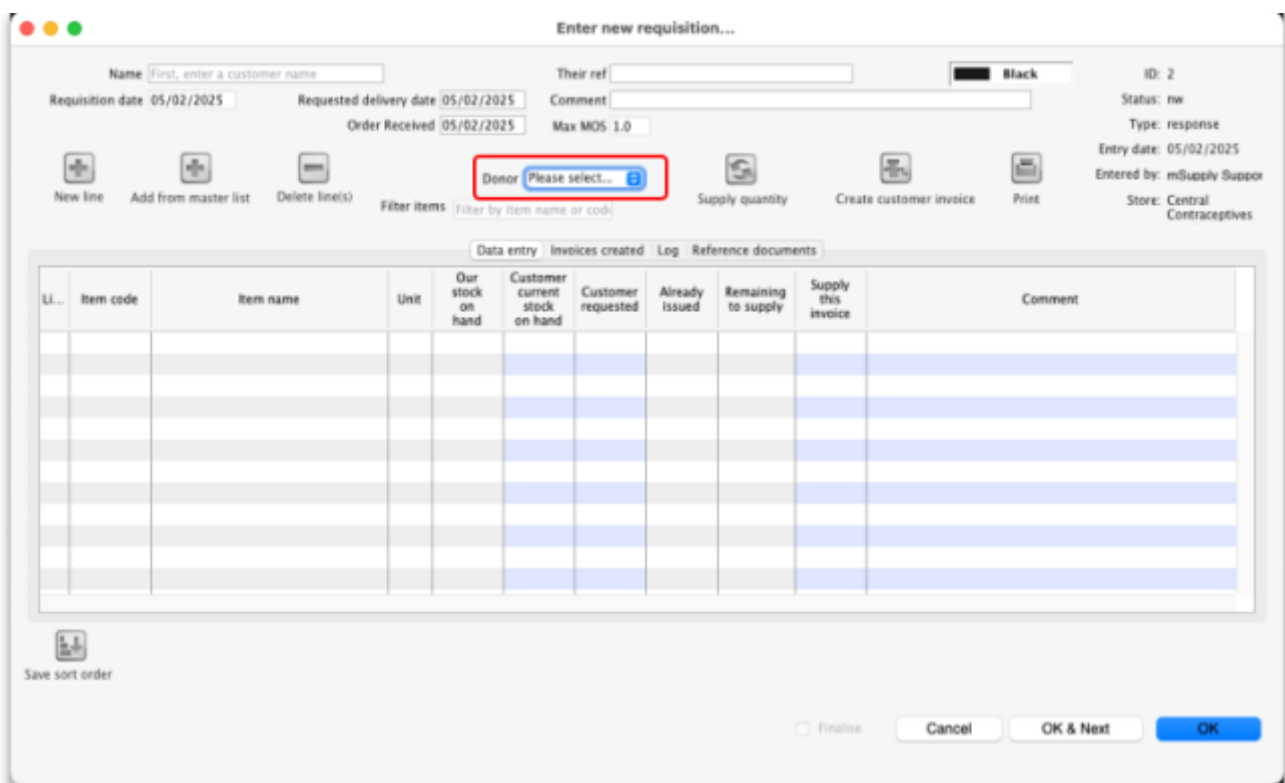 Enter new requisition...
Name First, enter a customer name Their ref Black ID: 2
Requisition date 05/02/2025 Requested delivery date 05/02/2025 Comment Status: nw
Order Received 05/02/2025 Max MOS 1.0 Type: response
Entry date: 05/02/2025
Donor Please select... Entered by: mSupply Suppor
New line Add from master list Delete line(s) Filter items Filter by item name or code Supply quantity Create customer invoice Print Store: Central
Contraceptives
Data entry Invoices created Log Reference documents
Li... Item code Item name Unit Our stock on hand Customer current stock on hand Customer requested Already issued Remaining to supply Supply this invoice Comment
Save sort order
Finalise Cancel OK & Next OK